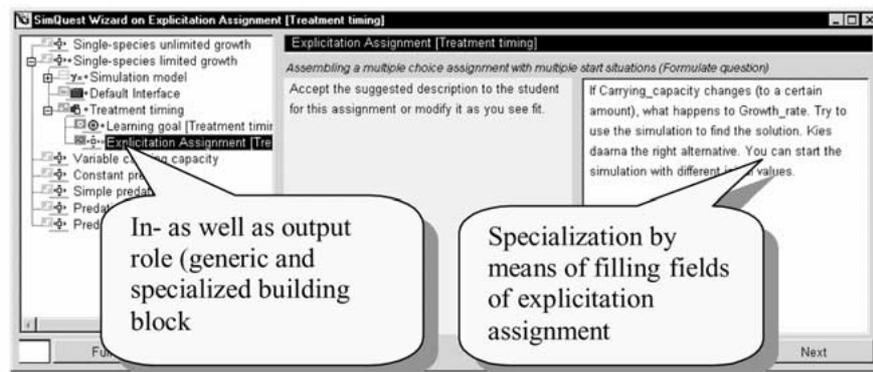 SimQuest Wizard on Explicitation Assignment [Treatment timing]
Single-species unlimited growth
Single-species limited growth
Simulation model
Default Interface
Treatment timing
Learning goal [Treatment timir
Explicitation Assignment [Tre
Variable capacity
Constant
Simple
Explicitation Assignment [Treatment timing]
Assembling a multiple choice assignment with multiple start situations (Formulate question)
Accept the suggested description to the student
for this assignment or modify it as you see fit.
If Carrying_capacity changes (to a certain
amount), what happens to Growth_rate. Try to
use the simulation to find the solution. Kies
daarna the right alternative. You can start the
simulation with different values.
In- as well as output
role (generic and
specialized building
block
Specialization by
means of filling fields
of explicitation
assignment
Next